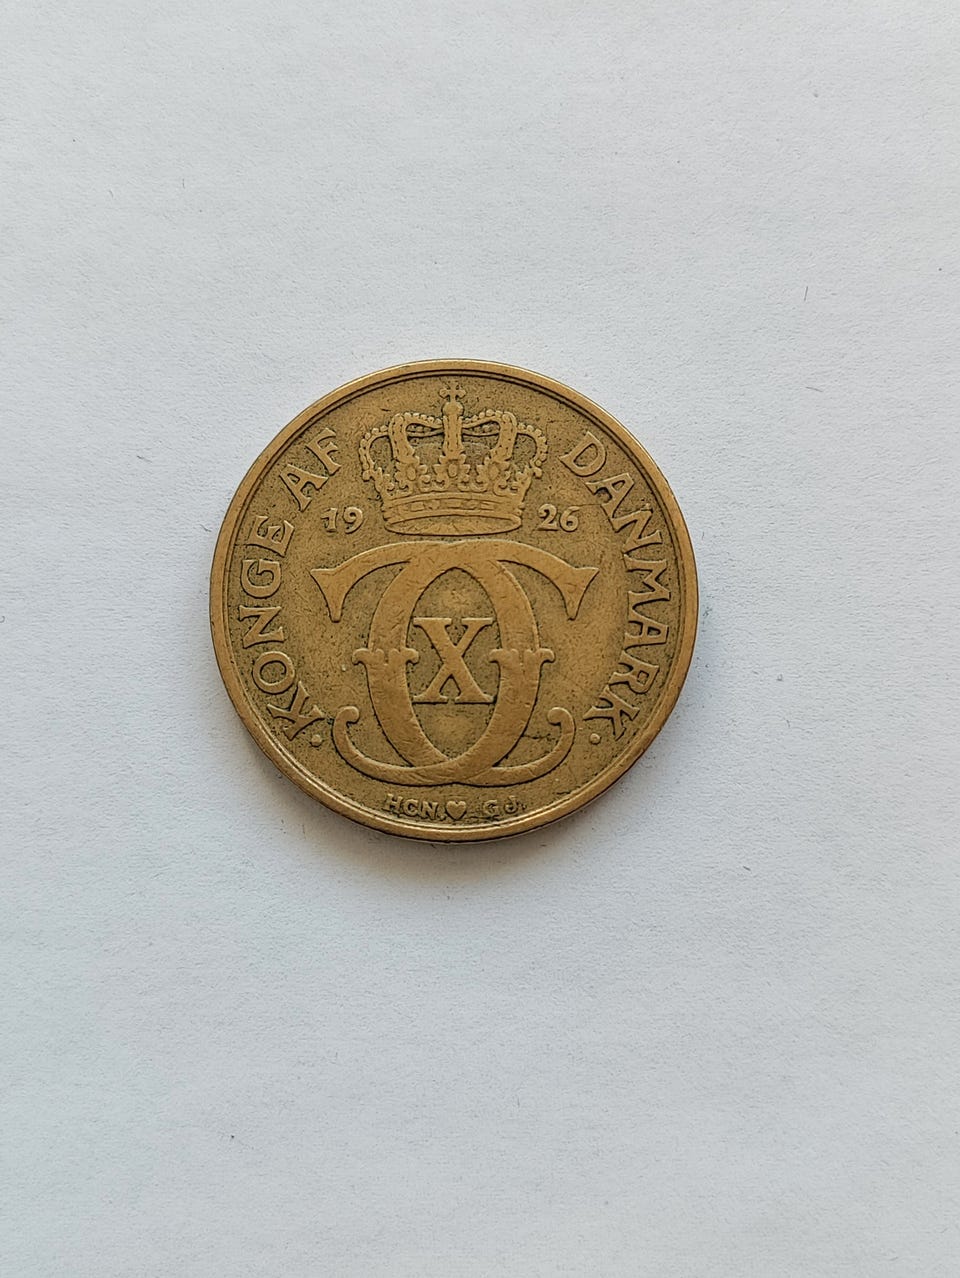 · KONGE AF DANMARK ·
19 26
X
HCN ♥ GJ